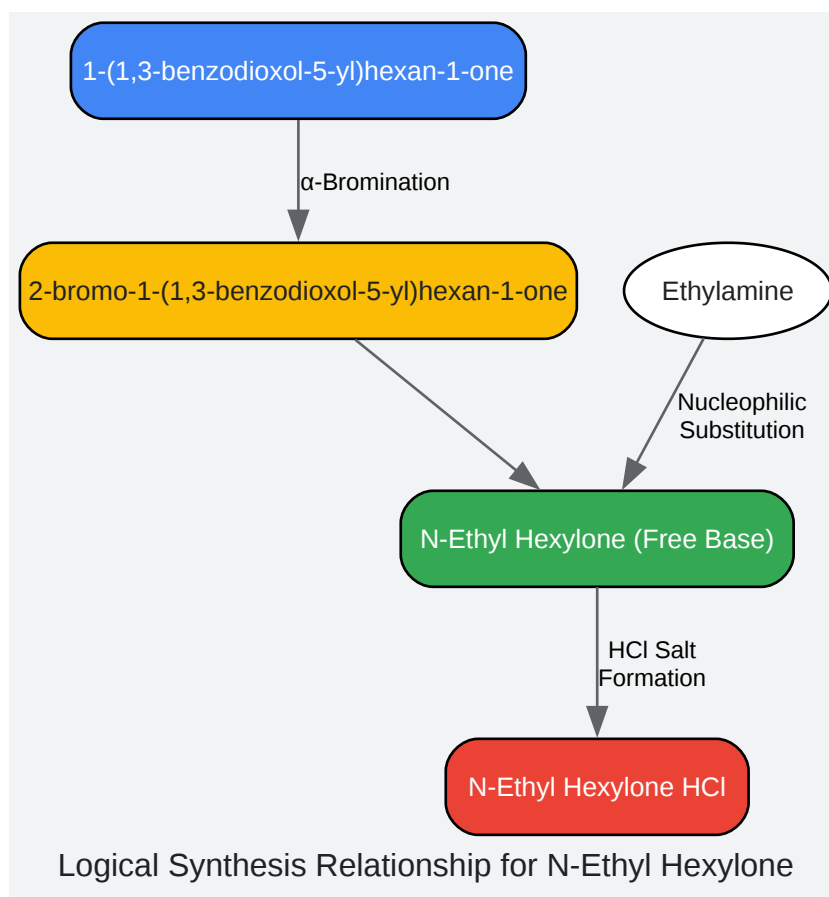 1-(1,3-benzodioxol-5-yl)hexan-1-one
α-Bromination
2-bromo-1-(1,3-benzodioxol-5-yl)hexan-1-one
Ethylamine
Nucleophilic
Substitution
N-Ethyl Hexylone (Free Base)
HCl Salt
Formation
N-Ethyl Hexylone HCl
Logical Synthesis Relationship for N-Ethyl Hexylone